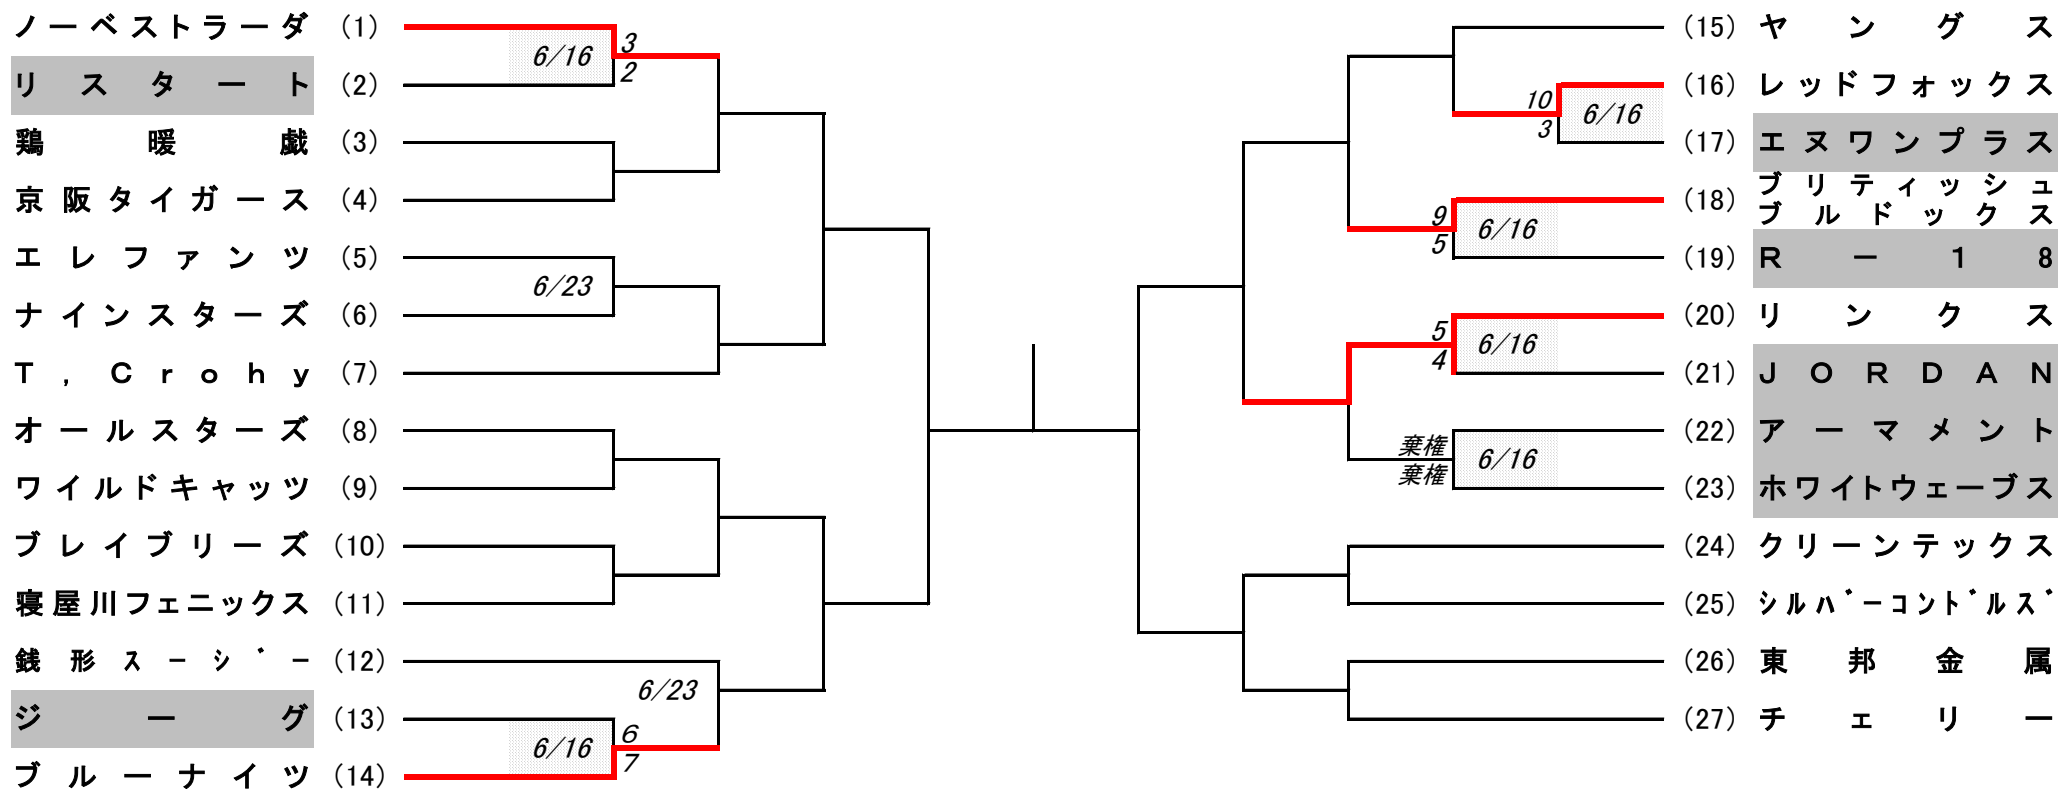 ノーベストラーダ (1)
6/16 3
2
リスタート (2)
鶏暖戯 (3)
京阪タイガース (4)
エレファンツ (5)
6/23
ナインスターズ (6)
T,Crohy (7)
オールスターズ (8)
ワイルドキャッツ (9)
ブレイブリーズ (10)
寝屋川フェニックス (11)
銭形スージー (12)
6/23
ジーグ (13)
6/16 6
7
ブルーナイツ (14)
(15) ヤングス
(16) レッドフォックス
10 6/16
3
(17) エヌワンプラス
(18) ブリティッシュ
ブルドックス
9 6/16
5
(19) R-18
(20) リンクス
5 6/16
4
(21) JORDAN
(22) アーマメント
棄権 6/16
棄権
(23) ホワイトウェーブス
(24) クリーンテックス
(25) シルバーコンドルズ
(26) 東邦金属
(27) チェリー